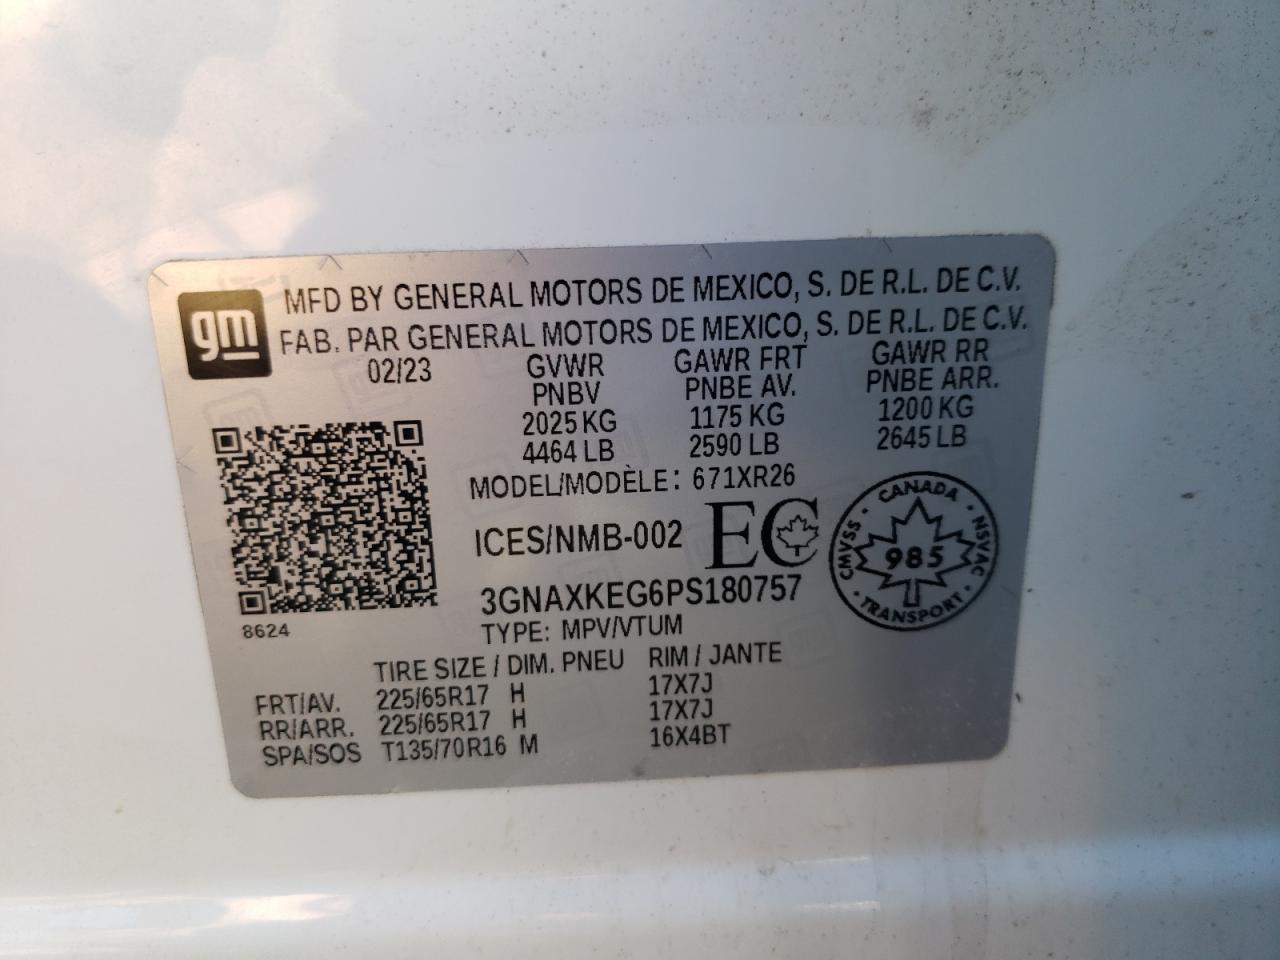 gm
MFD BY GENERAL MOTORS DE MEXICO, S. DE R.L. DE C.V.
FAB. PAR GENERAL MOTORS DE MEXICO, S. DE R.L. DE C.V.
02/23 GVWR GAWR FRT GAWR RR
PNBV PNBE AV. PNBE ARR.
2025 KG 1175 KG 1200 KG
4464 LB 2590 LB 2645 LB
MODEL/MODÈLE: 671XR26
ICES/NMB-002 EC
CANADA
CMVSS 985 NSVAC
TRANSPORT
3GNAXKEG6PS180757
8624
TYPE: MPV/VTUM
TIRE SIZE / DIM. PNEU RIM / JANTE
FRT/AV. 225/65R17 H 17X7J
RR/ARR. 225/65R17 H 17X7J
SPA/SOS T135/70R16 M 16X4BT